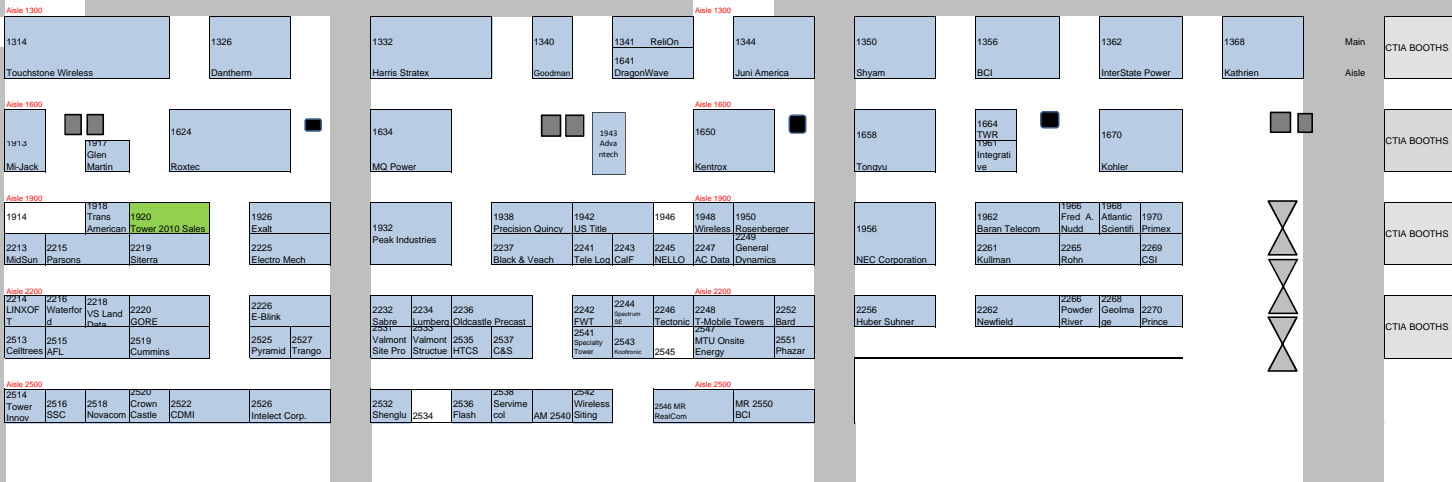 Aisle 1300
Aisle 1300
1314
Touchstone Wireless
1326
Dantherm
1332
Harris Stratex
1340
Goodman
1341 ReliOn
1641
DragonWave
1344
Juni America
1350
Shyam
1356
BCI
1362
InterState Power
1368
Kathrien
Main
Aisle
CTIA BOOTHS
Aisle 1600
Aisle 1600
1913
Mi-Jack
1917
Glen
Martin
1624
Roxtec
1634
MQ Power
1943
Adva
ntech
1650
Kentrox
1658
Tongyu
1664
TWR
1961
Integrati
ve
1670
Kohler
CTIA BOOTHS
Aisle 1900
Aisle 1900
1914
1918
Trans
American
1920
Tower 2010 Sales
1926
Exalt
1932
Peak Industries
1938
Precision Quincy
1942
US Title
1946
1948
Wireless
1950
Rosenberger
1956
NEC Corporation
1962
Baran Telecom
1966
Fred A.
Nudd
1968
Atlantic
Scientifi
1970
Primex
CTIA BOOTHS
2213
MidSun
2215
Parsons
2219
Siterra
2225
Electro Mech
2237
Black & Veach
2241
Tele Log
2243
CalF
2245
NELLO
2247
AC Data
2249
General
Dynamics
2261
Kullman
2265
Rohn
2269
CSI
Aisle 2200
Aisle 2200
2214
LINXOF
T
2216
Waterfor
d
2218
VS Land
Data
2220
GORE
2226
E-Blink
2232
Sabre
2234
Lumberg
2236
Oldcastle Precast
2242
FWT
2244
Spectrum
SE
2246
Tectonic
2248
T-Mobile Towers
2252
Bard
2256
Huber Suhner
2262
Newfield
2266
Powder
River
2268
GeoIma
ge
2270
Prince
CTIA BOOTHS
2513
Celltrees
2515
AFL
2519
Cummins
2525
Pyramid
2527
Trango
2531
Valmont
Site Pro
2533
Valmont
Structue
2535
HTCS
2537
C&S
2541
Specialty
Tower
2543
Kooltronic
2545
2547
MTU Onsite
Energy
2551
Phazar
Aisle 2500
Aisle 2500
2514
Tower
Innov
2516
SSC
2518
Novacom
2520
Crown
Castle
2522
CDMI
2526
Intelect Corp.
2532
Shenglu
2534
2536
Flash
2538
Servime
col
AM 2540
2542
Wireless
Siting
2546 MR
RealCom
MR 2550
BCI